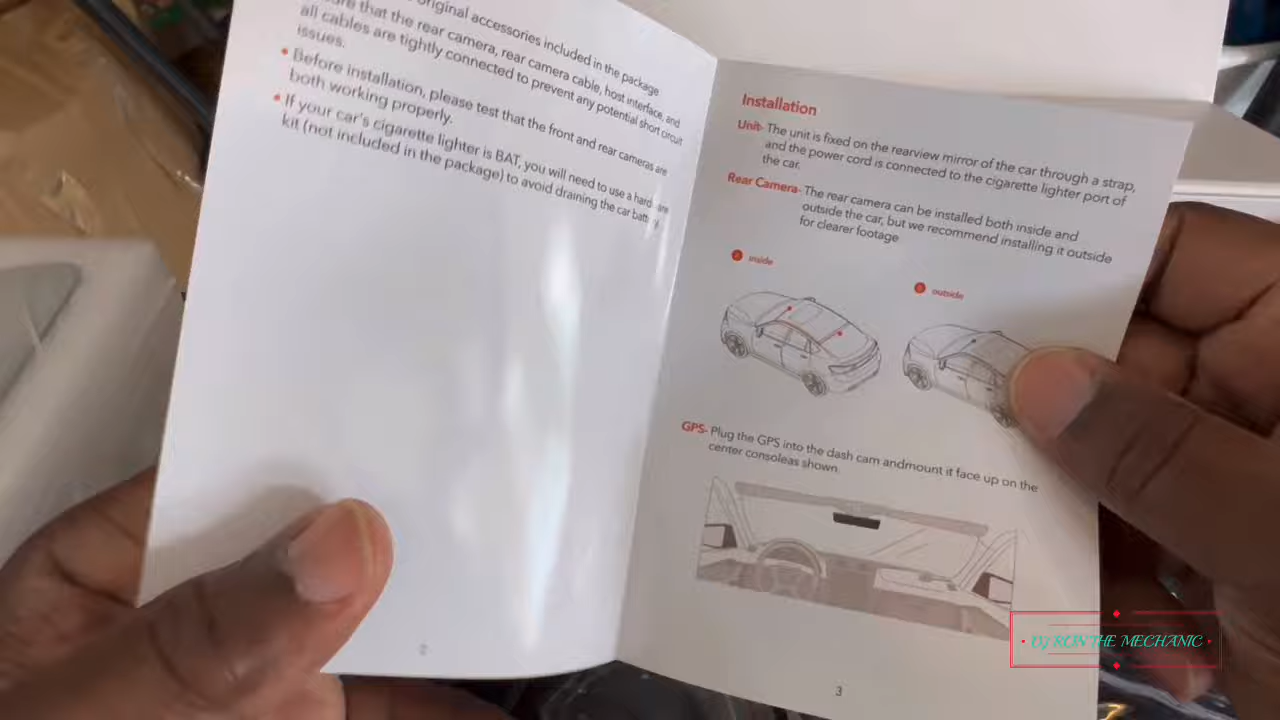 original accessories included in the package
that the rear camera, rear camera cable, host interface, and
all cables are tightly connected to prevent any potential short circuit
issues.
• Before installation, please test that the front and rear cameras are
both working properly.
• If your car's cigarette lighter is BAT, you will need to use a
kit (not included in the package) to avoid draining the car
Installation
Unit- The unit is fixed on the rearview mirror of the car through a strap,
and the power cord is connected to the cigarette lighter port of
the car.
Rear Camera- The rear camera can be installed both inside and
outside the car, but we recommend installing it outside
for clearer footage
inside
outside
GPS- Plug the GPS into the dash cam andmount it face up on the
center consoleas shown
3
DJ RON THE MECHANIC